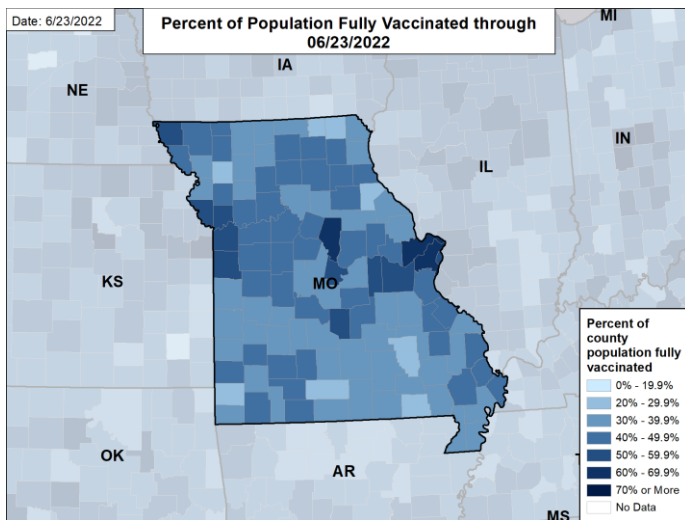 Date: 6/23/2022
Percent of Population Fully Vaccinated through
06/23/2022
MI
IA
NE
IL
IN
KS
MO
OK
AR
MS
Percent of
county
population fully
vaccinated
0% - 19.9%
20% - 29.9%
30% - 39.9%
40% - 49.9%
50% - 59.9%
60% - 69.9%
70% or More
No Data